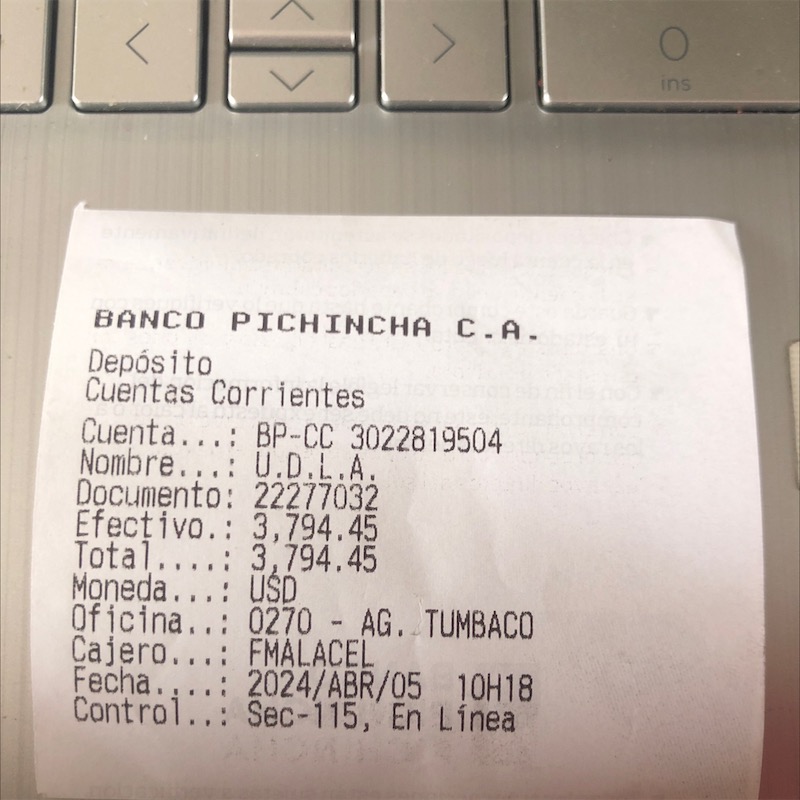 0
ins
BANCO PICHINCHA C.A.
Depósito
Cuentas Corrientes
Cuenta...: BP-CC 3022819504
Nombre...: U.D.L.A.
Documento: 22277032
Efectivo.: 3,794.45
Total....: 3,794.45
Moneda...: USD
Oficina..: 0270 - AG. TUMBACO
Cajero...: FMALACEL
Fecha....: 2024/ABR/05 10H18
Control..: Sec-115, En Línea